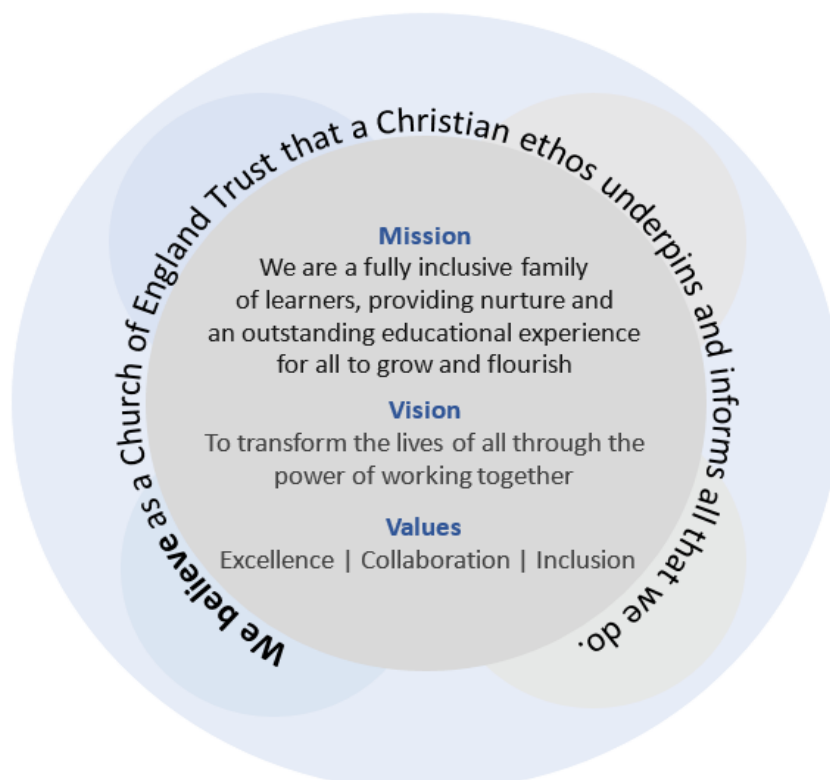 We believe as a Church of England Trust that a Christian ethos underpins and informs all that we do.
Mission
We are a fully inclusive family
of learners, providing nurture and
an outstanding educational experience
for all to grow and flourish
Vision
To transform the lives of all through the
power of working together
Values
Excellence | Collaboration | Inclusion